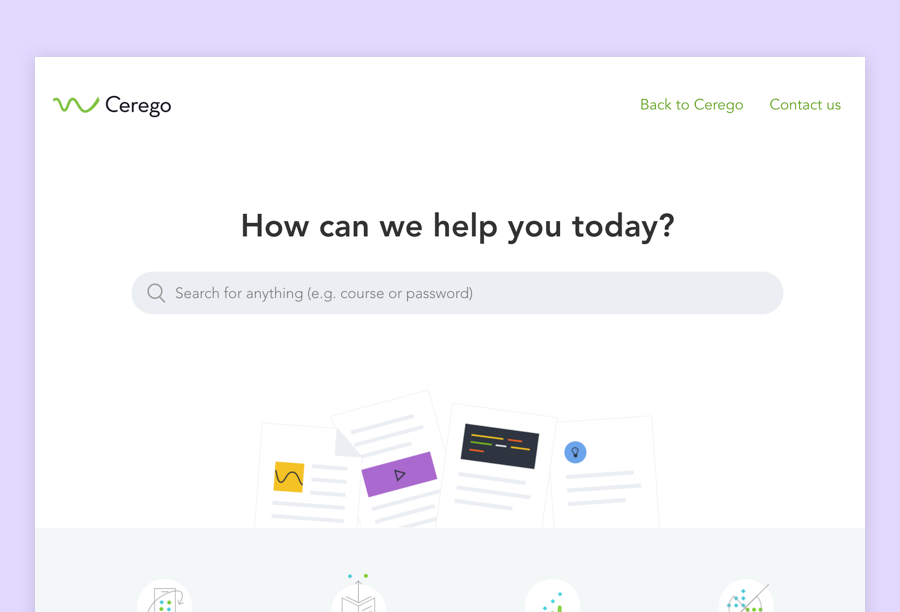 Cerego
Back to Cerego
Contact us
How can we help you today?
Search for anything (e.g. course or password)